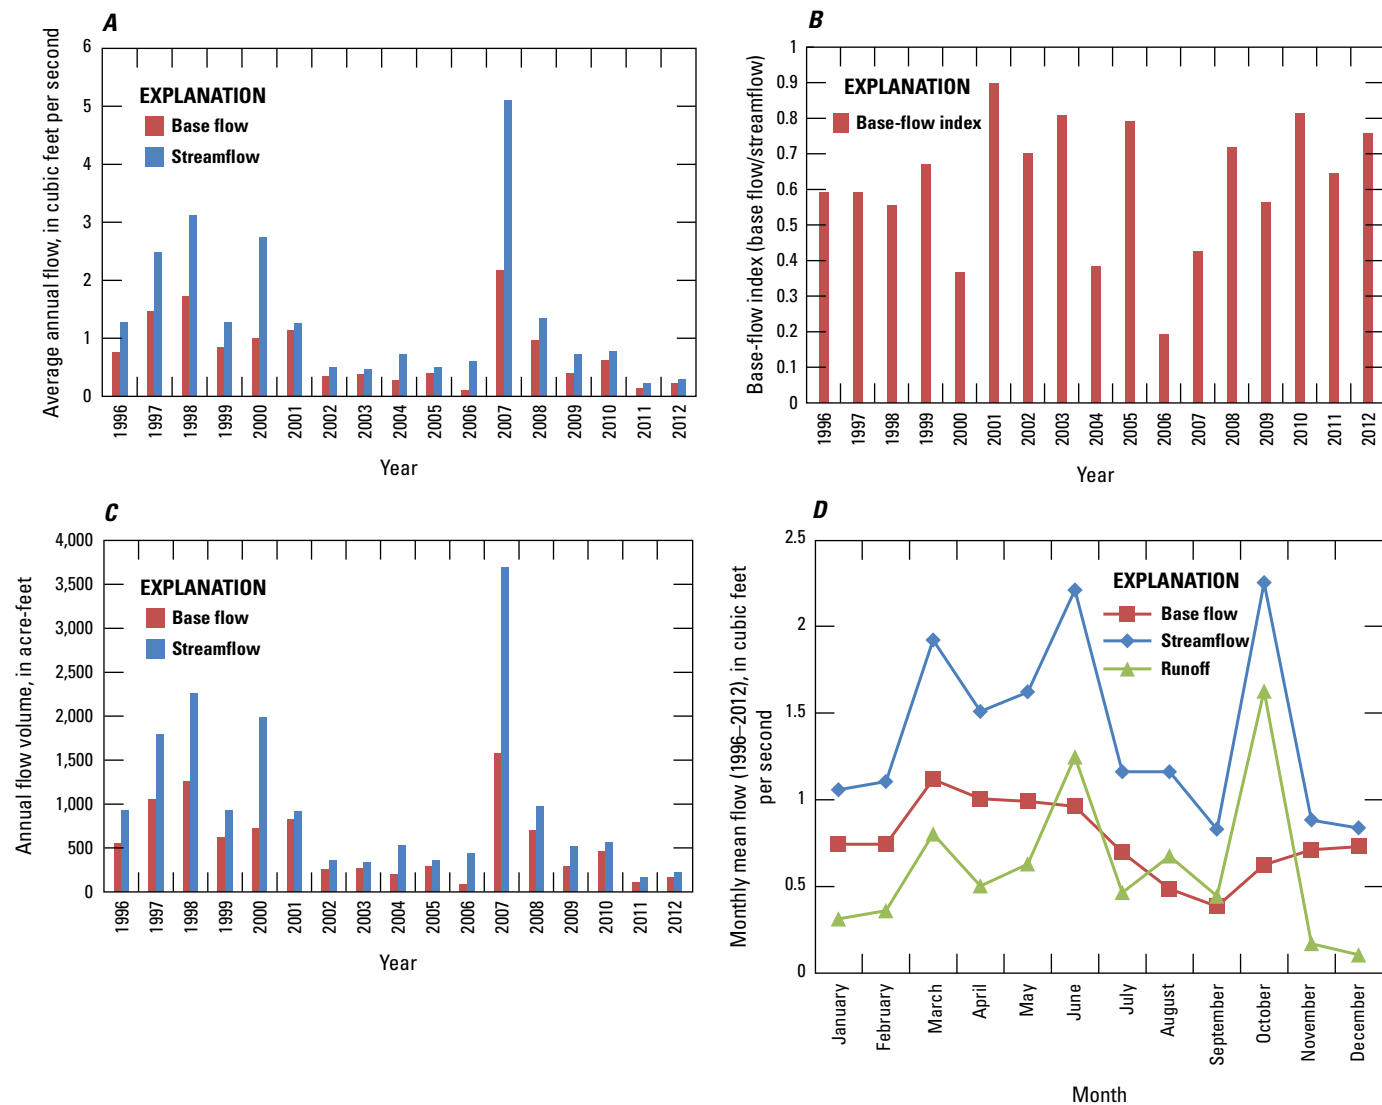 A
Average annual flow, in cubic feet per second
6
5
4
3
2
1
0
EXPLANATION
Base flow
Streamflow
1996
1997
1998
1999
2000
2001
2002
2003
2004
2005
2006
2007
2008
2009
2010
2011
2012
Year
B
Base-flow index (base flow/streamflow)
1
0.9
0.8
0.7
0.6
0.5
0.4
0.3
0.2
0.1
0
EXPLANATION
Base-flow index
1996
1997
1998
1999
2000
2001
2002
2003
2004
2005
2006
2007
2008
2009
2010
2011
2012
Year
C
Annual flow volume, in acre-feet
4,000
3,500
3,000
2,500
2,000
1,500
1,000
500
0
EXPLANATION
Base flow
Streamflow
1996
1997
1998
1999
2000
2001
2002
2003
2004
2005
2006
2007
2008
2009
2010
2011
2012
Year
D
Monthly mean flow (1996–2012), in cubic feet
per second
2.5
2
1.5
1
0.5
0
EXPLANATION
Base flow
Streamflow
Runoff
January
February
March
April
May
June
July
August
September
October
November
December
Month